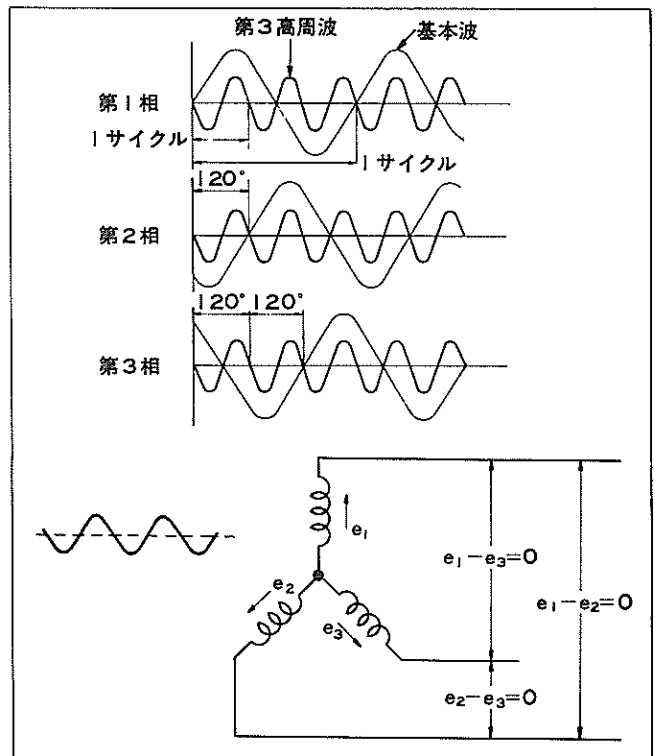 第3高周波
基本波
第1相
1サイクル
1サイクル
120°
第2相
120° 120°
第3相
e₁
e₂
e₃
e₁−e₃=0
e₁−e₂=0
e₂−e₃=0